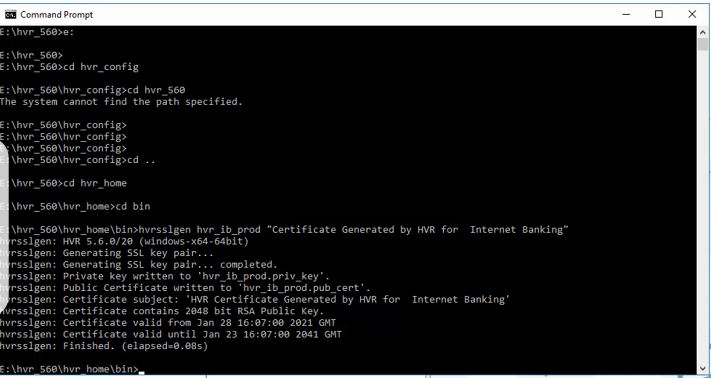 Command Prompt
E:\hvr_560>e:
E:\hvr_560>
E:\hvr_560>cd hvr_config
E:\hvr_560\hvr_config>cd hvr_560
The system cannot find the path specified.
E:\hvr_560\hvr_config>
E:\hvr_560\hvr_config>
E:\hvr_560\hvr_config>
E:\hvr_560\hvr_config>cd ..
E:\hvr_560>cd hvr_home
E:\hvr_560\hvr_home>cd bin
E:\hvr_560\hvr_home\bin>hvrsslgen hvr_ib_prod "Certificate Generated by HVR for  Internet Banking"
hvrsslgen: HVR 5.6.0/20 (windows-x64-64bit)
hvrsslgen: Generating SSL key pair...
hvrsslgen: Generating SSL key pair... completed.
hvrsslgen: Private key written to 'hvr_ib_prod.priv_key'.
hvrsslgen: Public Certificate written to 'hvr_ib_prod.pub_cert'.
hvrsslgen: Certificate subject: 'HVR Certificate Generated by HVR for  Internet Banking'
hvrsslgen: Certificate contains 2048 bit RSA Public Key.
hvrsslgen: Certificate valid from Jan 28 16:07:00 2021 GMT
hvrsslgen: Certificate valid until Jan 23 16:07:00 2041 GMT
hvrsslgen: Finished. (elapsed=0.08s)
E:\hvr_560\hvr_home\bin>